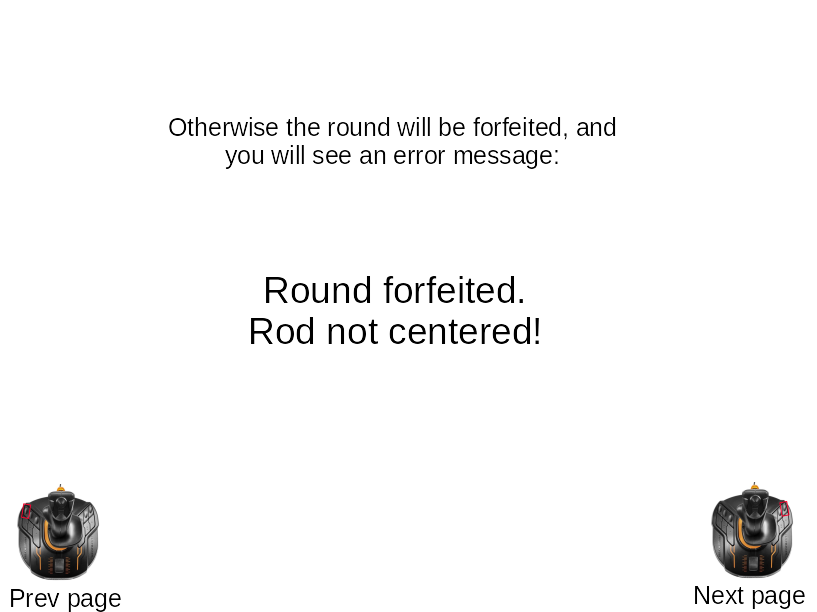 Otherwise the round will be forfeited, and
you will see an error message:
Round forfeited.
Rod not centered!
Prev page
Next page